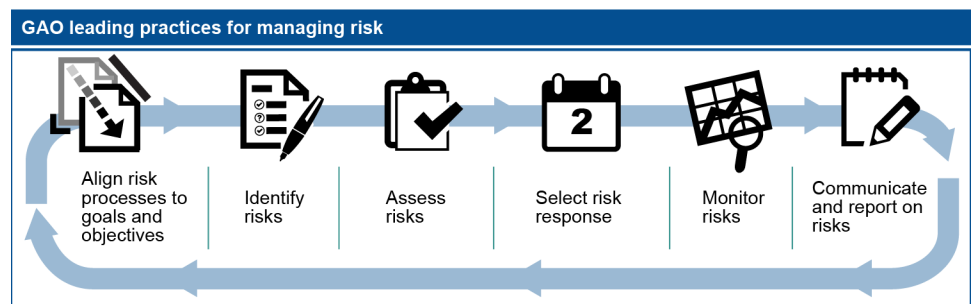 GAO leading practices for managing risk
2
Align risk
processes to
goals and
objectives
Identify
risks
Assess
risks
Select risk
response
Monitor
risks
Communicate
and report on
risks